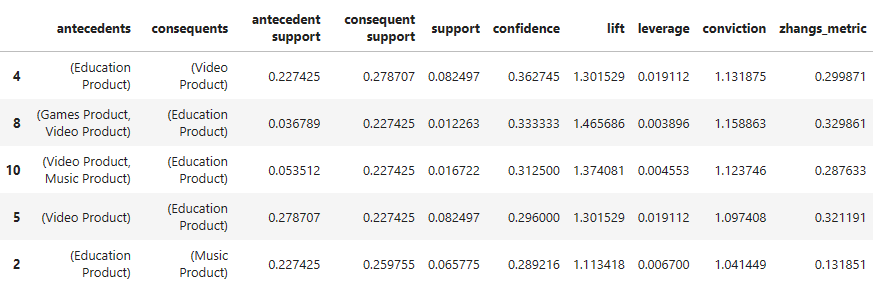 antecedents consequents antecedent support consequent support support confidence lift leverage conviction zhangs_metric
4 (Education Product) (Video Product) 0.227425 0.278707 0.082497 0.362745 1.301529 0.019112 1.131875 0.299871
8 (Games Product, Video Product) (Education Product) 0.036789 0.227425 0.012263 0.333333 1.465686 0.003896 1.158863 0.329861
10 (Video Product, Music Product) (Education Product) 0.053512 0.227425 0.016722 0.312500 1.374081 0.004553 1.123746 0.287633
5 (Video Product) (Education Product) 0.278707 0.227425 0.082497 0.296000 1.301529 0.019112 1.097408 0.321191
2 (Education Product) (Music Product) 0.227425 0.259755 0.065775 0.289216 1.113418 0.006700 1.041449 0.131851